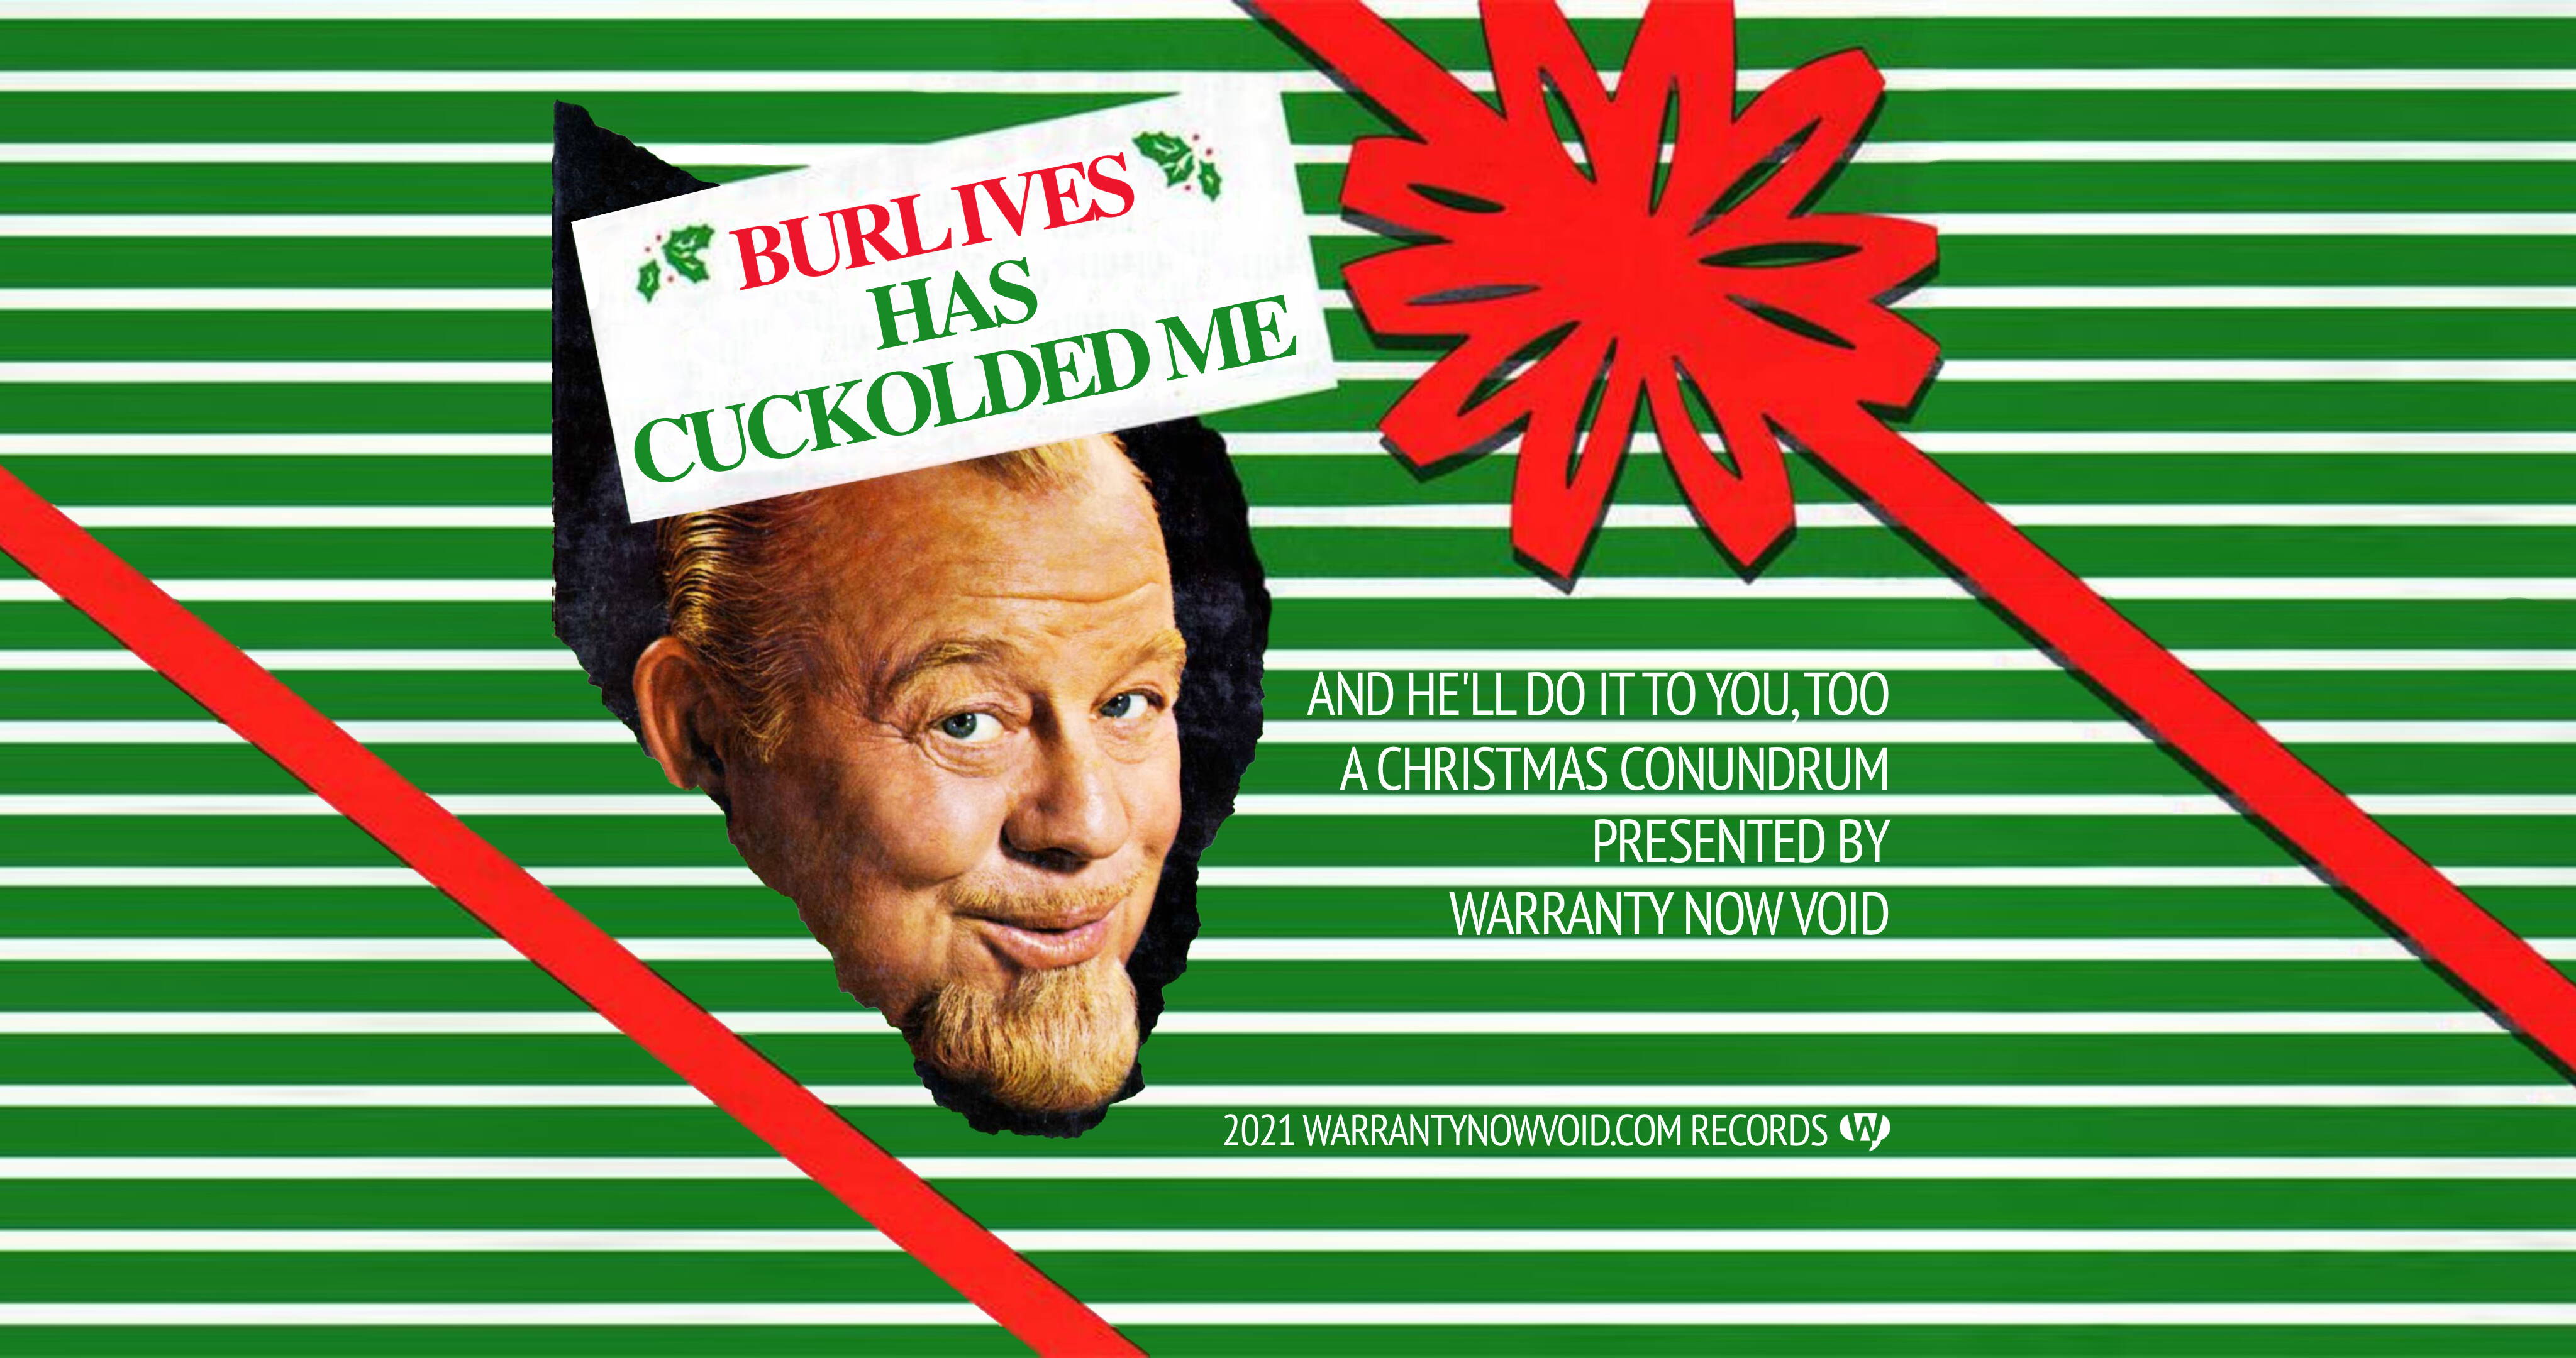 BURL IVES
HAS
CUCKOLDED ME
AND HE'LL DO IT TO YOU, TOO
A CHRISTMAS CONUNDRUM
PRESENTED BY
WARRANTY NOW VOID
2021 WARRANTYNOWVOID.COM RECORDS W